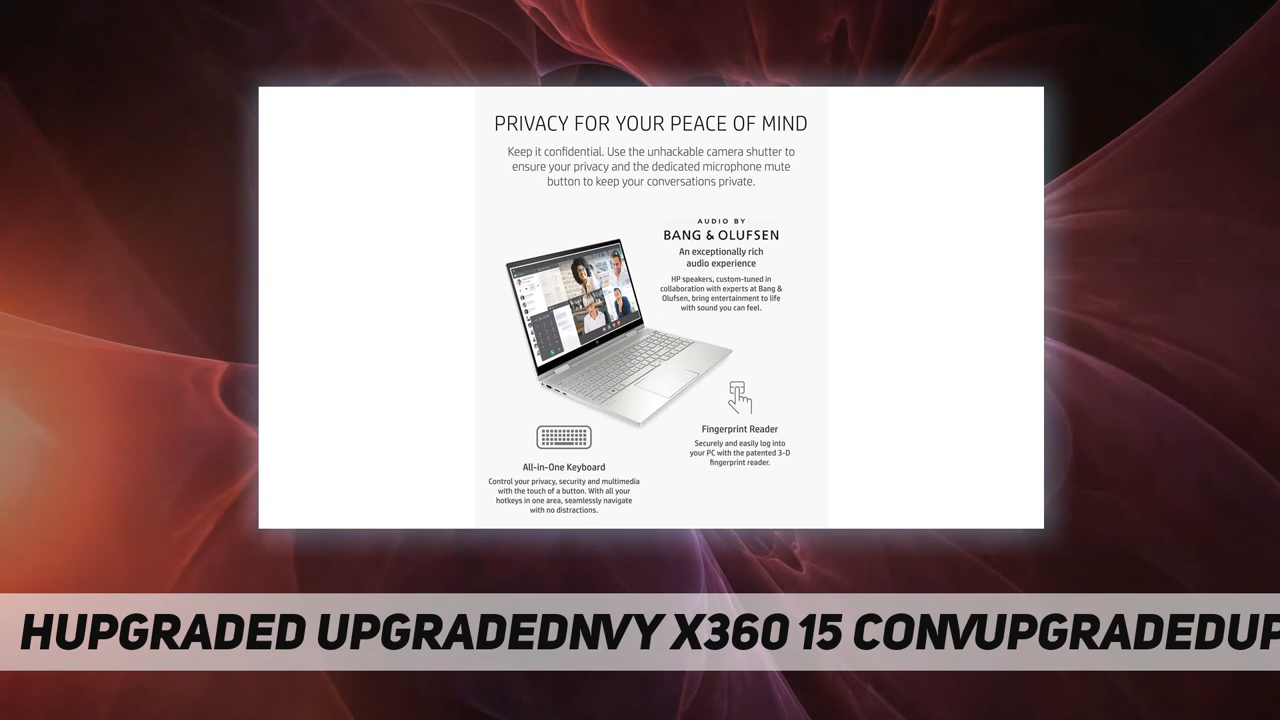 PRIVACY FOR YOUR PEACE OF MIND
Keep it confidential. Use the unhackable camera shutter to
ensure your privacy and the dedicated microphone mute
button to keep your conversations private.
AUDIO BY
BANG & OLUFSEN
An exceptionally rich
audio experience
HP speakers, custom-tuned in
collaboration with experts at Bang &
Olufsen, bring entertainment to life
with sound you can feel.
Fingerprint Reader
Securely and easily log into
your PC with the patented 3-D
fingerprint reader.
All-in-One Keyboard
Control your privacy, security and multimedia
with the touch of a button. With all your
hotkeys in one area, seamlessly navigate
with no distractions.
HUPGRADED UPGRADEDNVY X360 15 CONVUPGRADEDUP